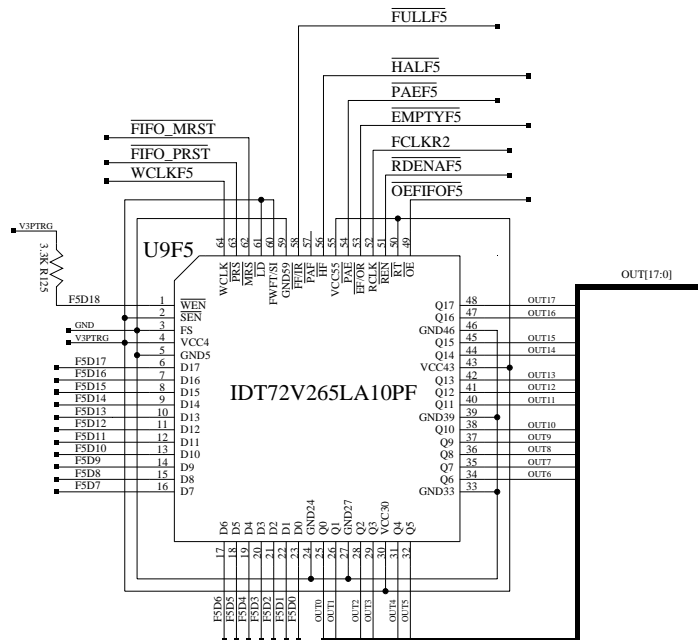 FULLF5
HALF5
PAEF5
EMPTYF5
FIFO_MRST
FCLKR2
FIFO_PRST
RDENAF5
WCLKF5
OEFIFOF5
V3PTRG
3.3K R125
U9F5
64 63 62 61 60 59 58 57 56 55 54 53 52 51 50 49
WCLK PRS MRS LD FWFT/SI GND59 FF/IR PAF HF VCC55 PAE EF/OR RCLK REN RT OE
OUT[17:0]
F5D18 1 WEN Q17 48 OUT17
2 SEN Q16 47 OUT16
GND 3 FS GND46 46
V3PTRG 4 VCC4 Q15 45 OUT15
5 GND5 Q14 44 OUT14
F5D17 6 D17 VCC43 43
F5D16 7 D16 Q13 42 OUT13
F5D15 8 D15 Q12 41 OUT12
F5D14 9 D14 Q11 40 OUT11
IDT72V265LA10PF
F5D13 10 D13 GND39 39
F5D12 11 D12 Q10 38 OUT10
F5D11 12 D11 Q9 37 OUT9
F5D10 13 D10 Q8 36 OUT8
F5D9 14 D9 Q7 35 OUT7
F5D8 15 D8 Q6 34 OUT6
F5D7 16 D7 GND33 33
D6 D5 D4 D3 D2 D1 D0 GND24 Q0 Q1 GND27 Q2 Q3 VCC30 Q4 Q5
17 18 19 20 21 22 23 24 25 26 27 28 29 30 31 32
F5D6 F5D5 F5D4 F5D3 F5D2 F5D1 F5D0 OUT0 OUT1 OUT2 OUT3 OUT4 OUT5